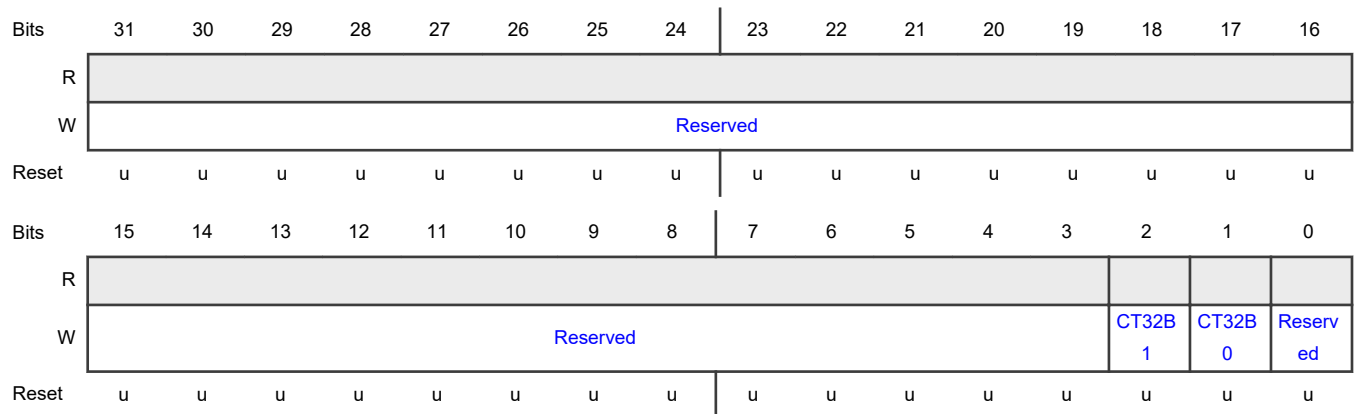 Bits 31 30 29 28 27 26 25 24 23 22 21 20 19 18 17 16
R
W Reserved
Reset u u u u u u u u u u u u u u u u
Bits 15 14 13 12 11 10 9 8 7 6 5 4 3 2 1 0
R
W Reserved CT32B CT32B Reserv
1 0 ed
Reset u u u u u u u u u u u u u u u u